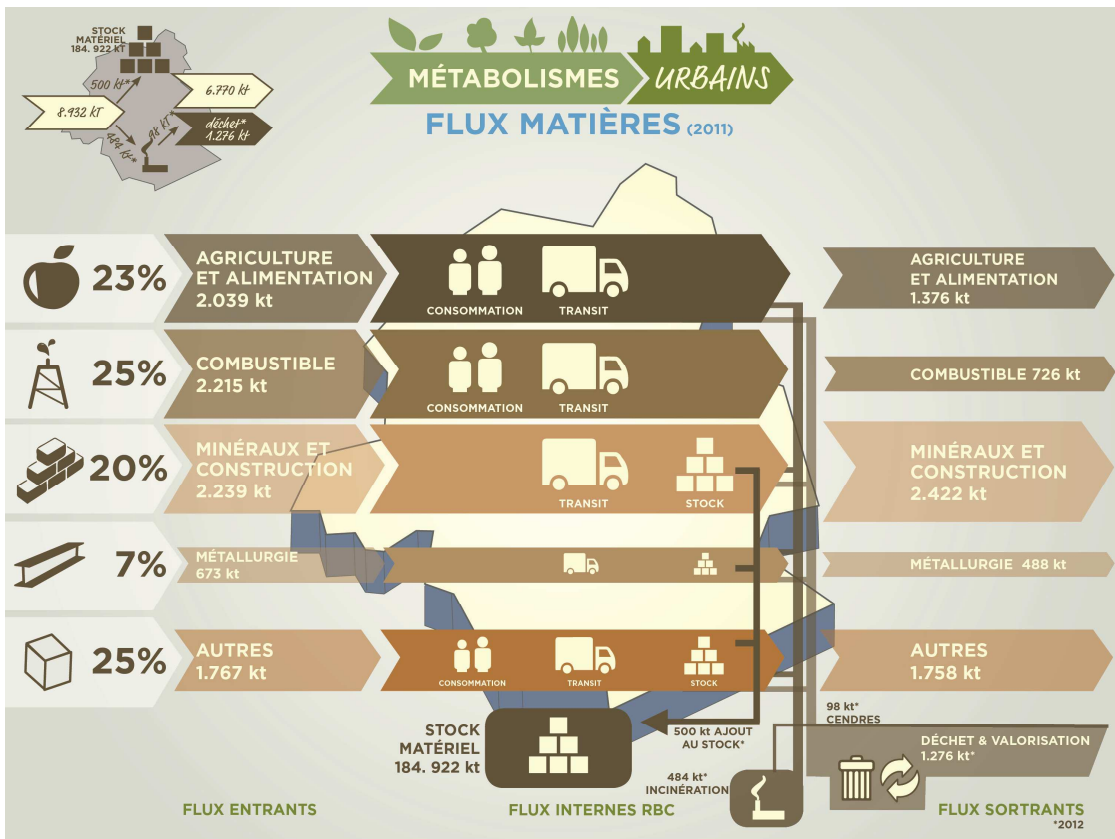 STOCK
MATÉRIEL
184. 922 kT
500 kt*
8.932 kT
6.770 kt
484 kt*
98 kT*
déchet*
1.276 kt
MÉTABOLISMES URBAINS
FLUX MATIÈRES (2011)
23%
AGRICULTURE
ET ALIMENTATION
2.039 kt
CONSOMMATION
TRANSIT
AGRICULTURE
ET ALIMENTATION
1.376 kt
25%
COMBUSTIBLE
2.215 kt
CONSOMMATION
TRANSIT
COMBUSTIBLE 726 kt
20%
MINÉRAUX ET
CONSTRUCTION
2.239 kt
TRANSIT
STOCK
MINÉRAUX ET
CONSTRUCTION
2.422 kt
7%
MÉTALLURGIE
673 kt
MÉTALLURGIE 488 kt
25%
AUTRES
1.767 kt
CONSOMMATION
TRANSIT
STOCK
AUTRES
1.758 kt
STOCK
MATÉRIEL
184. 922 kt
500 kt AJOUT
AU STOCK*
484 kt*
INCINÉRATION
98 kt*
CENDRES
DÉCHET & VALORISATION
1.276 kt*
FLUX ENTRANTS
FLUX INTERNES RBC
FLUX SORTRANTS
*2012